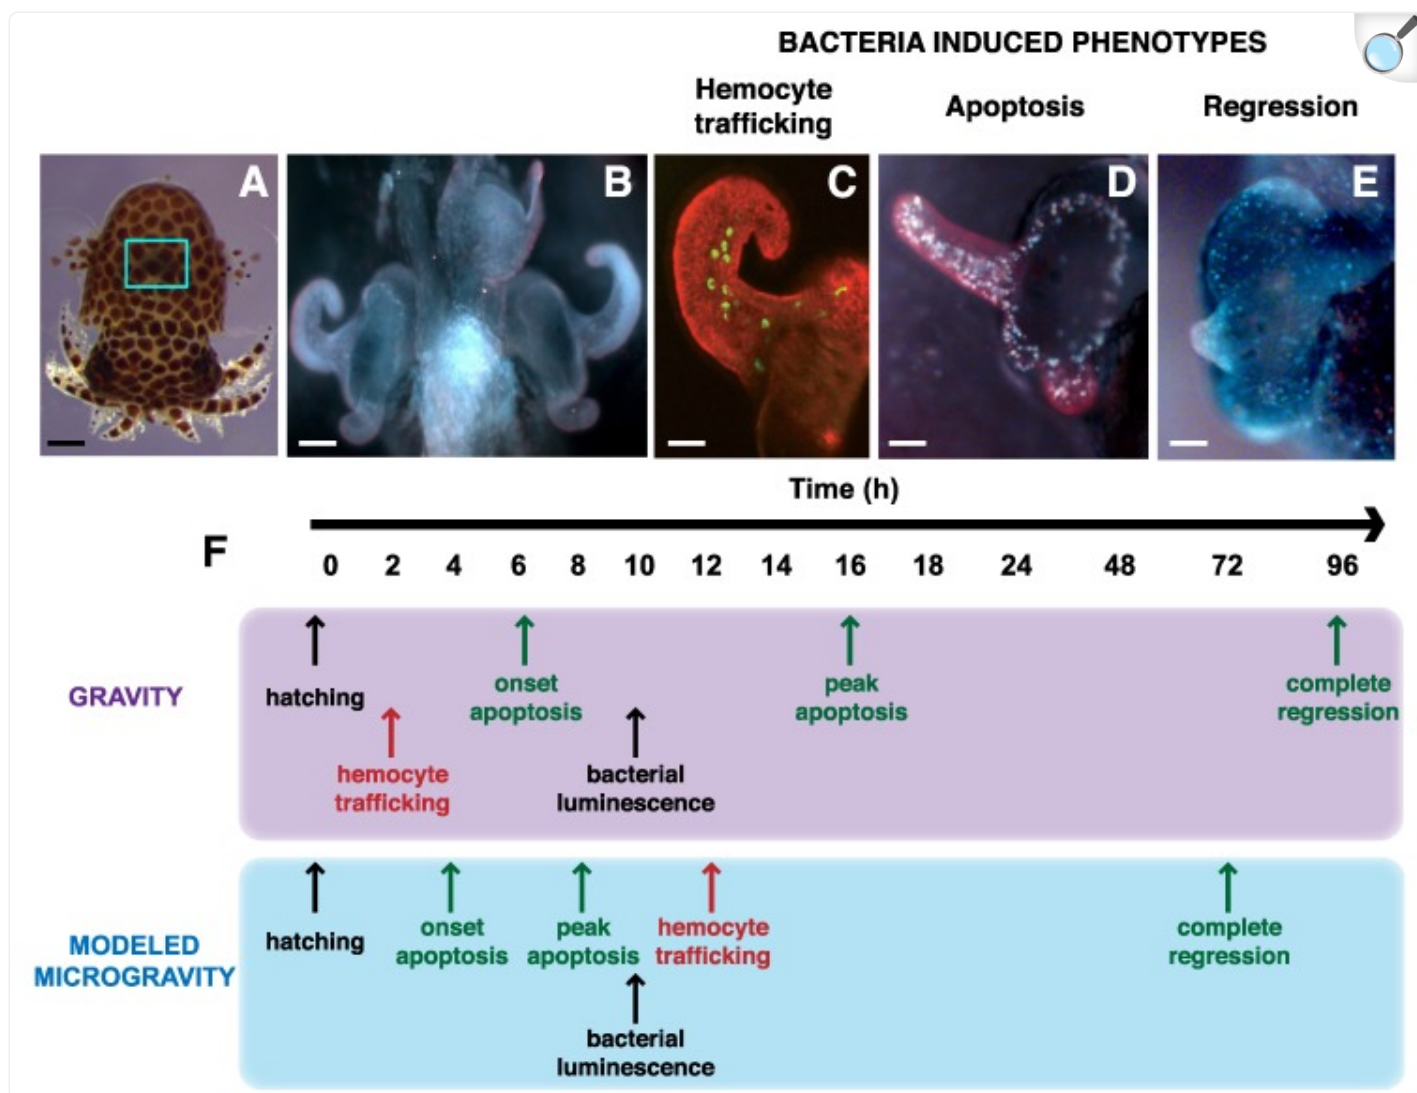 BACTERIA INDUCED PHENOTYPES
Hemocyte
trafficking
Apoptosis
Regression
A
B
C
D
E
Time (h)
F
0 2 4 6 8 10 12 14 16 18 24 48 72 96
GRAVITY
hatching
hemocyte
trafficking
onset
apoptosis
bacterial
luminescence
peak
apoptosis
complete
regression
MODELED
MICROGRAVITY
hatching
onset
apoptosis
peak
apoptosis
bacterial
luminescence
hemocyte
trafficking
complete
regression